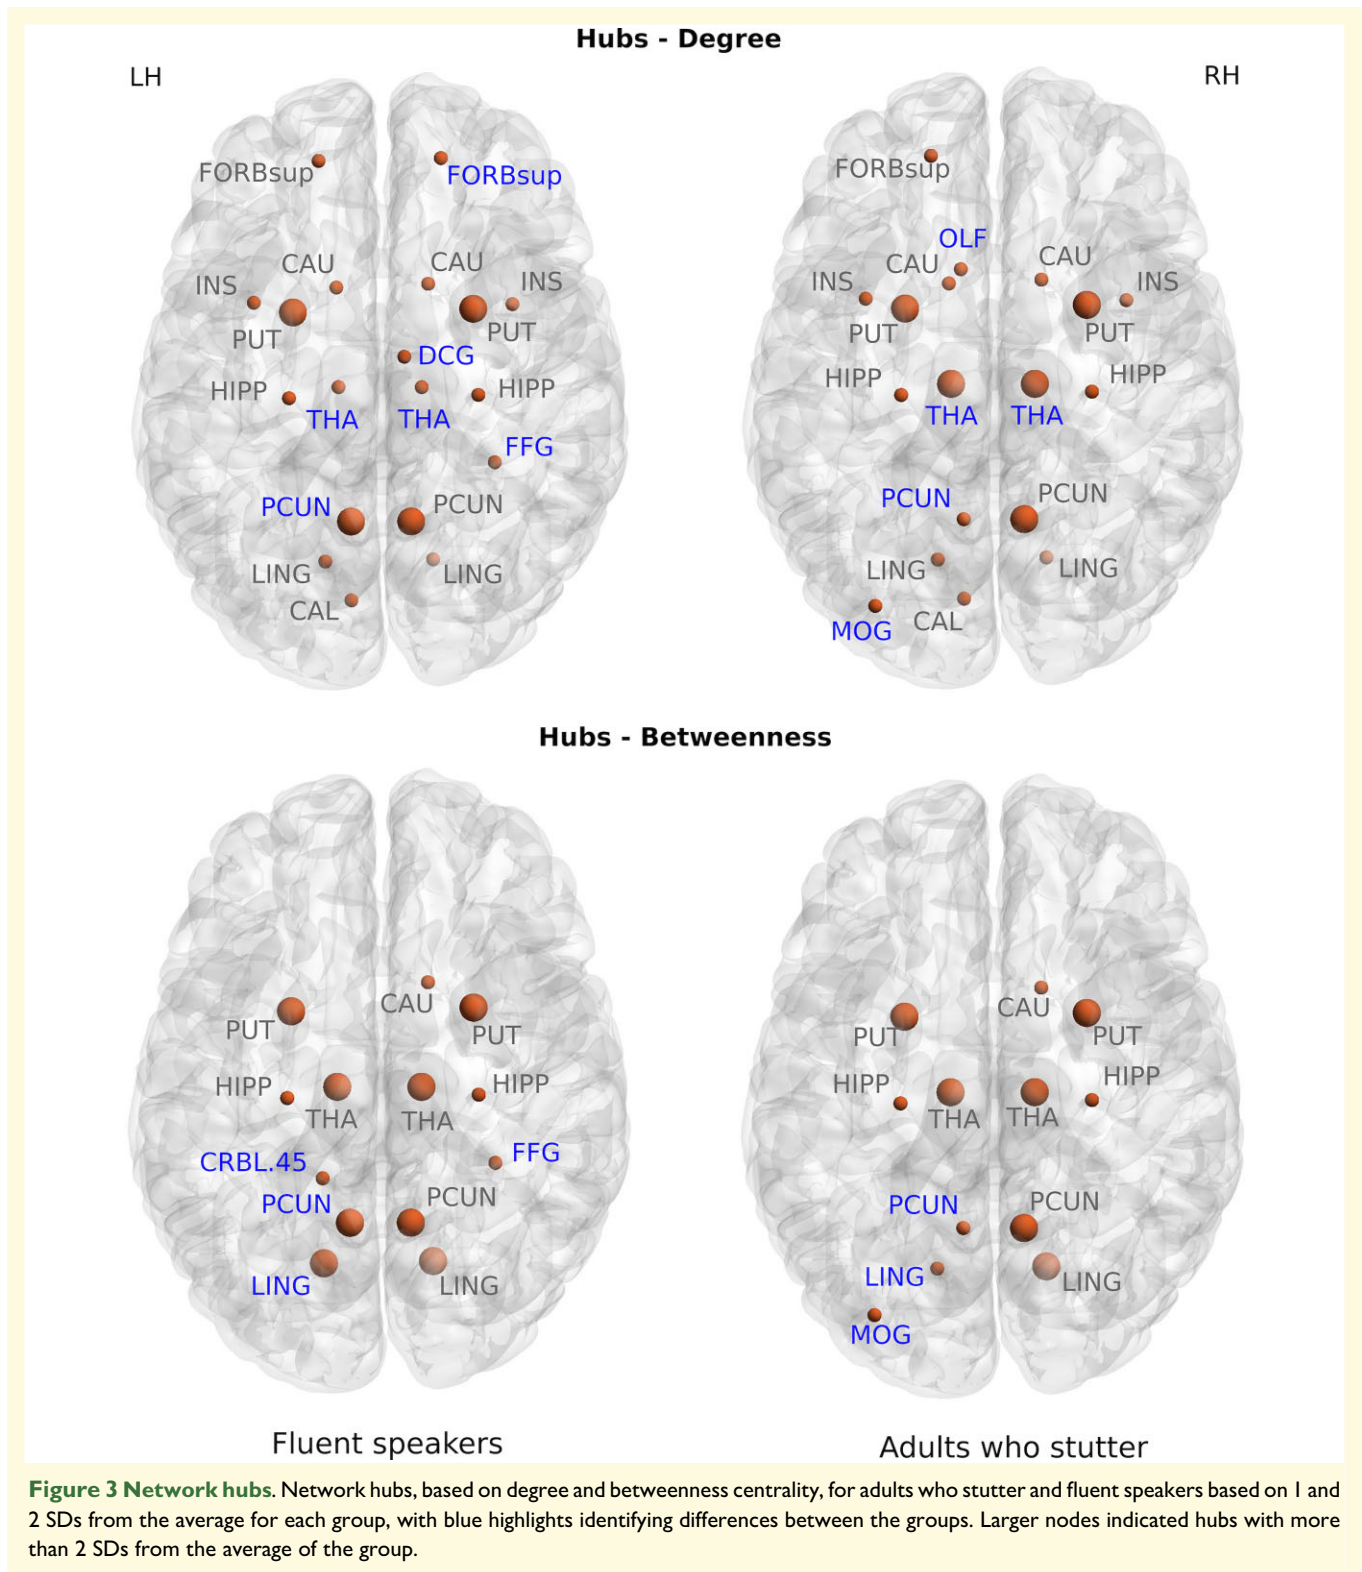 Hubs - Degree
LH
RH
FORBsup
FORBsup
CAU
CAU
INS
INS
PUT
PUT
DCG
HIPP
HIPP
THA
THA
FFG
PCUN
PCUN
LING
LING
CAL
FORBsup
OLF
CAU
CAU
INS
INS
PUT
PUT
HIPP
HIPP
THA
THA
PCUN
PCUN
LING
LING
MOG
CAL
Hubs - Betweenness
CAU
PUT
PUT
HIPP
HIPP
THA
THA
CRBL.45
FFG
PCUN
PCUN
LING
LING
CAU
PUT
PUT
HIPP
HIPP
THA
THA
PCUN
PCUN
LING
LING
MOG
Fluent speakers
Adults who stutter
Figure 3 Network hubs. Network hubs, based on degree and betweenness centrality, for adults who stutter and fluent speakers based on 1 and
2 SDs from the average for each group, with blue highlights identifying differences between the groups. Larger nodes indicated hubs with more
than 2 SDs from the average of the group.